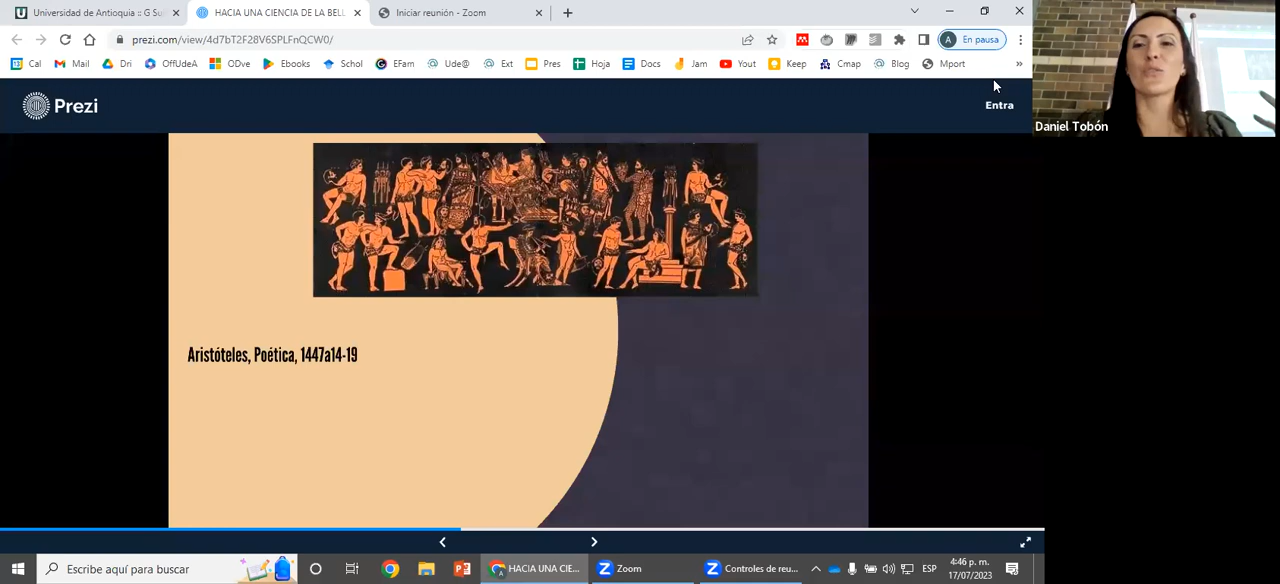 Universidad de Antioquia :: G Su
HACIA UNA CIENCIA DE LA BELL
Iniciar reunión - Zoom
prezi.com/view/4d7bT2F28V6SPLFnQCW0/
A En pausa
Cal
Mail
Dri
OffUdeA
ODve
Ebooks
Schol
EFam
Ude@
Ext
Pres
Hoja
Docs
Jam
Yout
Keep
Cmap
Blog
Mport
»
Prezi
Entra
Daniel Tobón
Aristóteles, Poética, 1447a14-19
Escribe aquí para buscar
HACIA UNA CIE...
Zoom
Controles de reu...
ESP
4:46 p. m.
17/07/2023